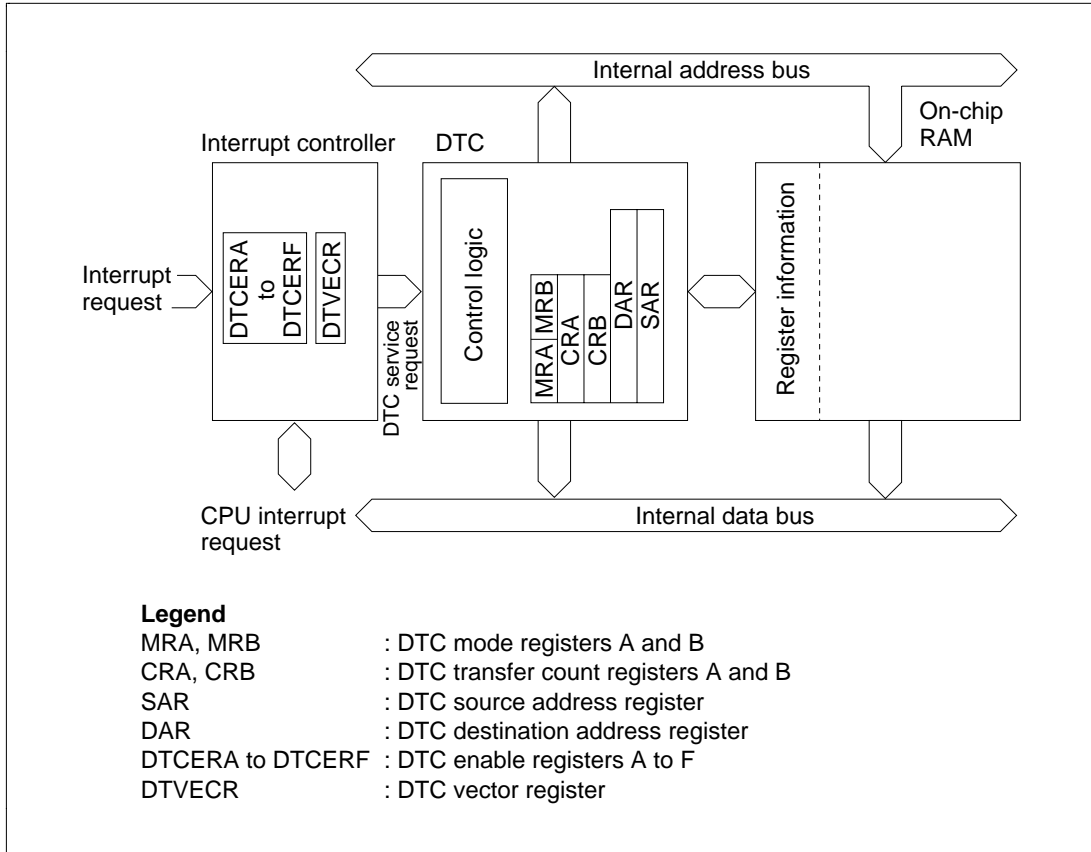 Internal address bus
On-chip
RAM
Interrupt controller
DTC
Interrupt
request
DTCERA
to
DTCERF
DTVECR
DTC service
request
Control logic
MRA
MRB
CRA
CRB
DAR
SAR
Register information
CPU interrupt
request
Internal data bus
Legend
MRA, MRB : DTC mode registers A and B
CRA, CRB : DTC transfer count registers A and B
SAR : DTC source address register
DAR : DTC destination address register
DTCERA to DTCERF : DTC enable registers A to F
DTVECR : DTC vector register